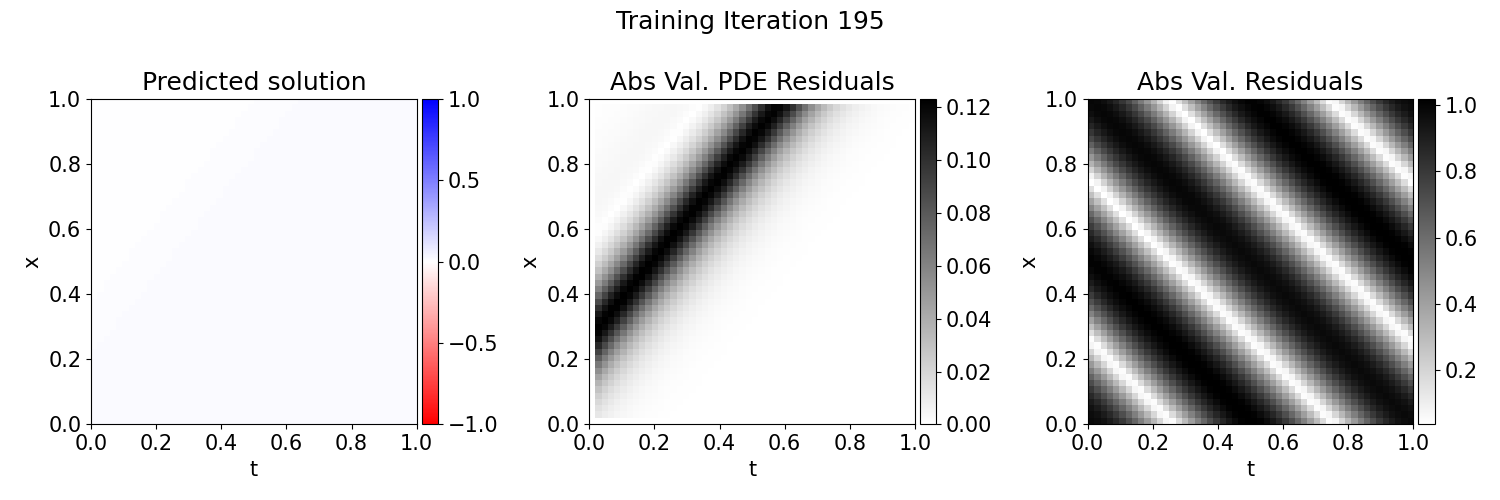 Training Iteration 195
Predicted solution
Abs Val. PDE Residuals
Abs Val. Residuals
1.0
0.8
0.6
0.4
0.2
0.0
x
0.0 0.2 0.4 0.6 0.8 1.0
t
1.0
0.5
0.0
−0.5
−1.0
1.0
0.8
0.6
0.4
0.2
0.0
x
0.0 0.2 0.4 0.6 0.8 1.0
t
0.12
0.10
0.08
0.06
0.04
0.02
0.00
1.0
0.8
0.6
0.4
0.2
0.0
x
0.0 0.2 0.4 0.6 0.8 1.0
t
1.0
0.8
0.6
0.4
0.2